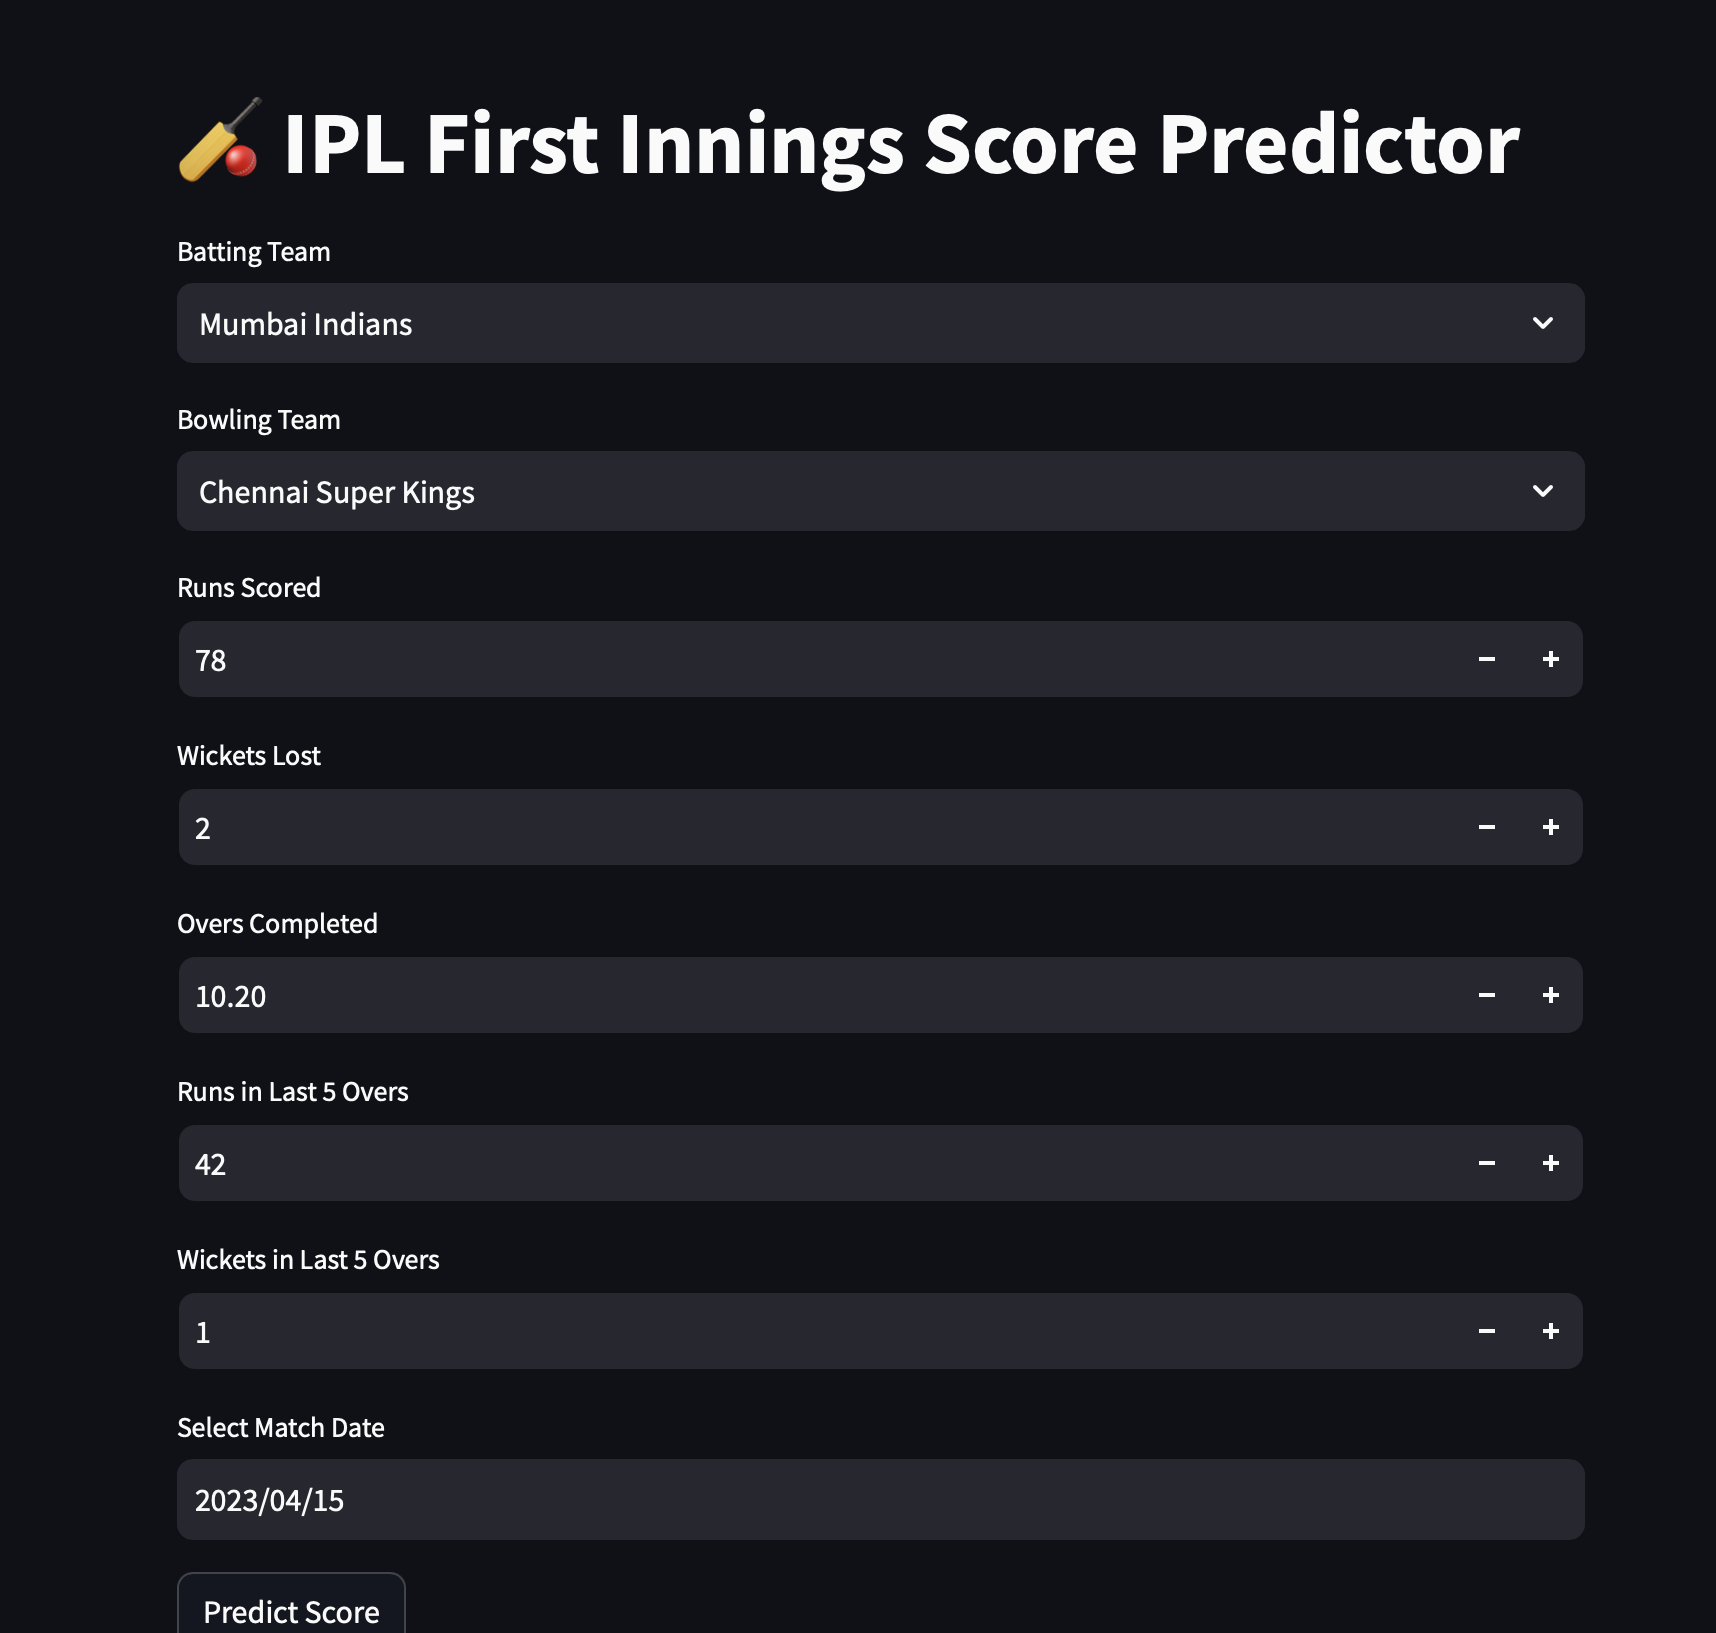 IPL First Innings Score Predictor
Batting Team
Mumbai Indians
Bowling Team
Chennai Super Kings
Runs Scored
78
Wickets Lost
2
Overs Completed
10.20
Runs in Last 5 Overs
42
Wickets in Last 5 Overs
1
Select Match Date
2023/04/15
Predict Score